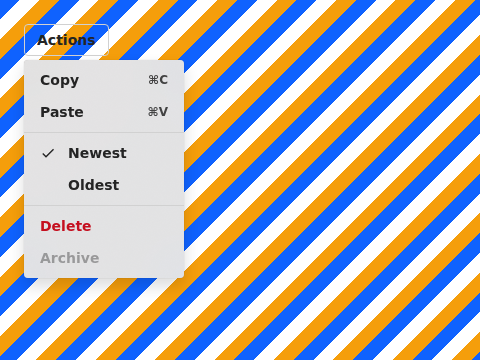 Actions
Copy ⌘C
Paste ⌘V
Newest
Oldest
Delete
Archive